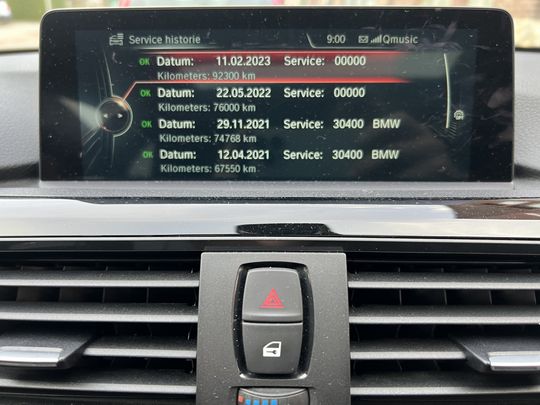 Service historie 9:00 Qmusic
OK Datum: 11.02.2023 Service: 00000
Kilometers: 92300 km
OK Datum: 22.05.2022 Service: 00000
Kilometers: 76000 km
OK Datum: 29.11.2021 Service: 30400 BMW
Kilometers: 74768 km
OK Datum: 12.04.2021 Service: 30400 BMW
Kilometers: 67550 km